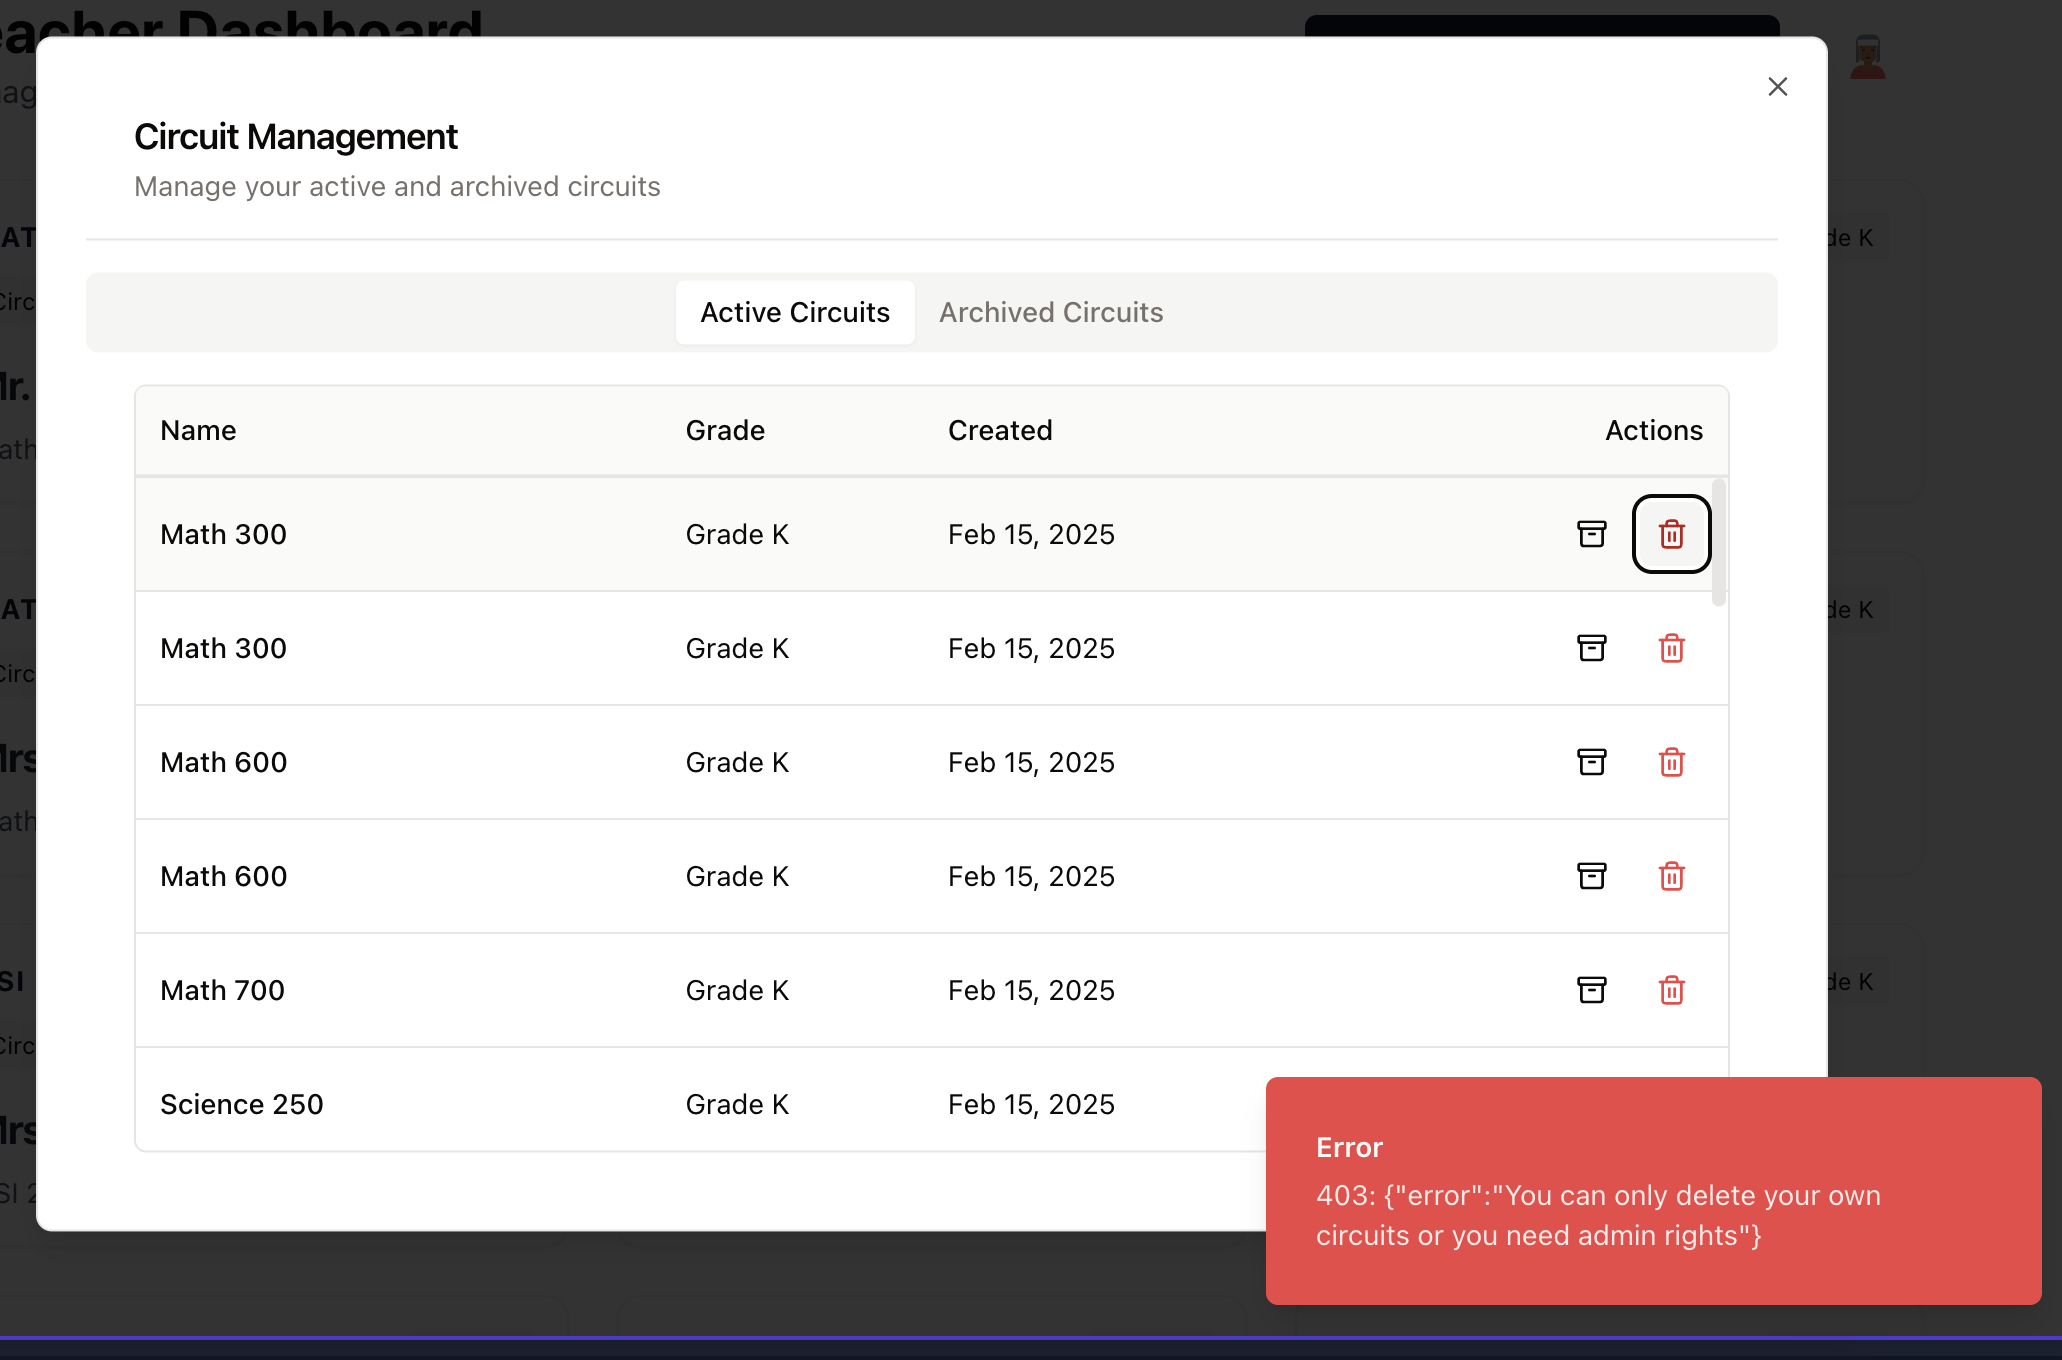 Circuit Management
Manage your active and archived circuits
Active Circuits Archived Circuits
Name Grade Created Actions
Math 300 Grade K Feb 15, 2025
Math 300 Grade K Feb 15, 2025
Math 600 Grade K Feb 15, 2025
Math 600 Grade K Feb 15, 2025
Math 700 Grade K Feb 15, 2025
Science 250 Grade K Feb 15, 2025
Error
403: {"error":"You can only delete your own
circuits or you need admin rights"}